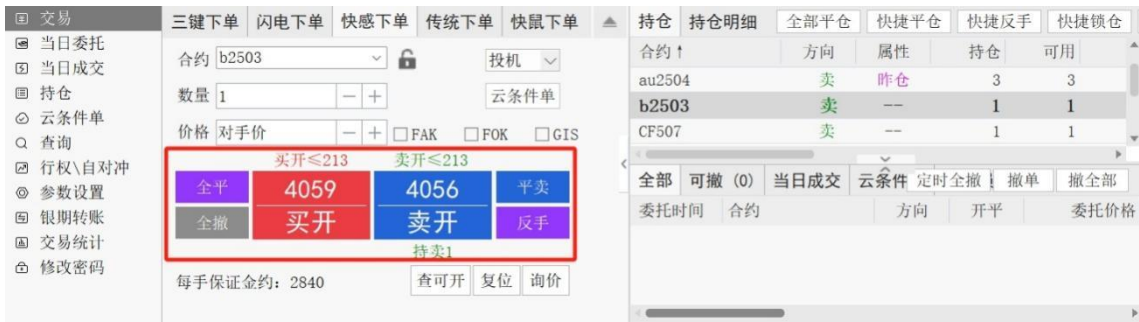 交易
当日委托
当日成交
持仓
云条件单
查询
行权\自对冲
参数设置
银期转账
交易统计
修改密码
三键下单 闪电下单 快感下单 传统下单 快鼠下单
合约 b2503 投机
数量 1 云条件单
价格 对手价 FAK FOK GIS
买开≤213 卖开≤213
全平 4059 4056 平卖
全撤 买开 卖开 反手
持卖1
每手保证金约: 2840 查可开 复位 询价
持仓 持仓明细 全部平仓 快捷平仓 快捷反手 快捷锁仓
合约↑ 方向 属性 持仓 可用
au2504 卖 昨仓 3 3
b2503 卖 -- 1 1
CF507 卖 -- 1 1
全部 可撤 (0) 当日成交 云条件 定时全撤 撤单 撤全部
委托时间 合约 方向 开平 委托价格